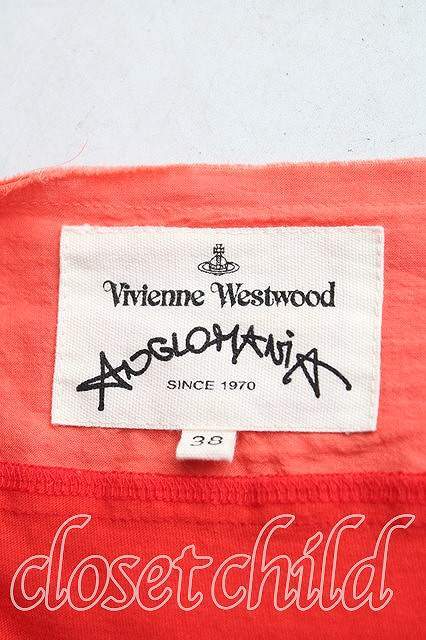 Vivienne Westwood
ANGLOMANiA
SINCE 1970
38
closet child